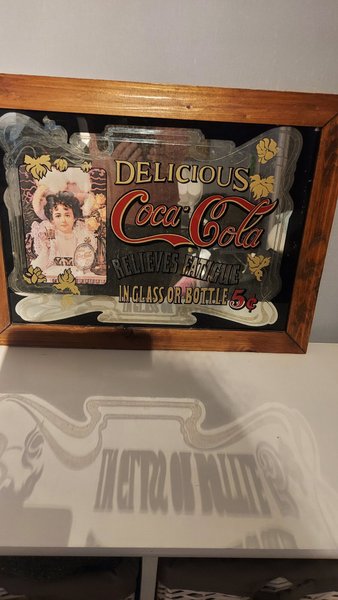 DELICIOUS
Coca-Cola
RELIEVES FATIGUE
IN GLASS OR BOTTLE 5¢